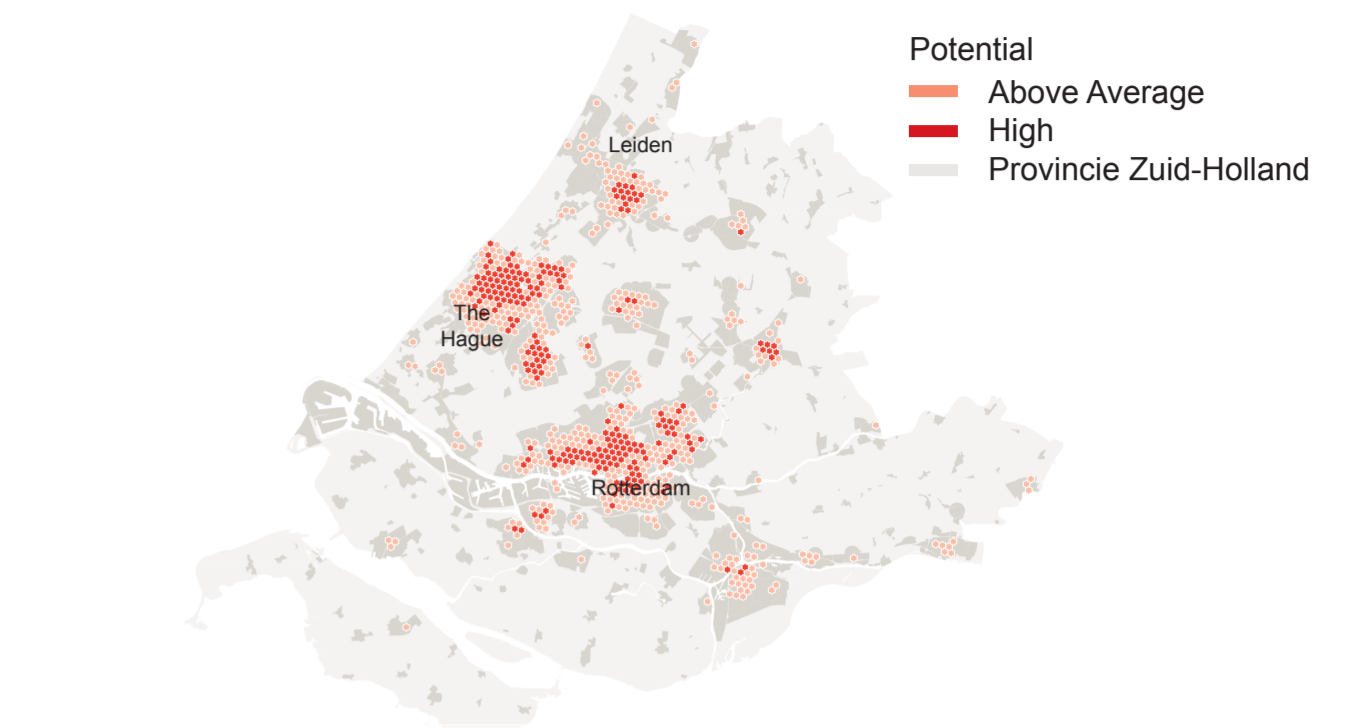 Potential
Above Average
High
Provincie Zuid-Holland
Leiden
The
Hague
Rotterdam